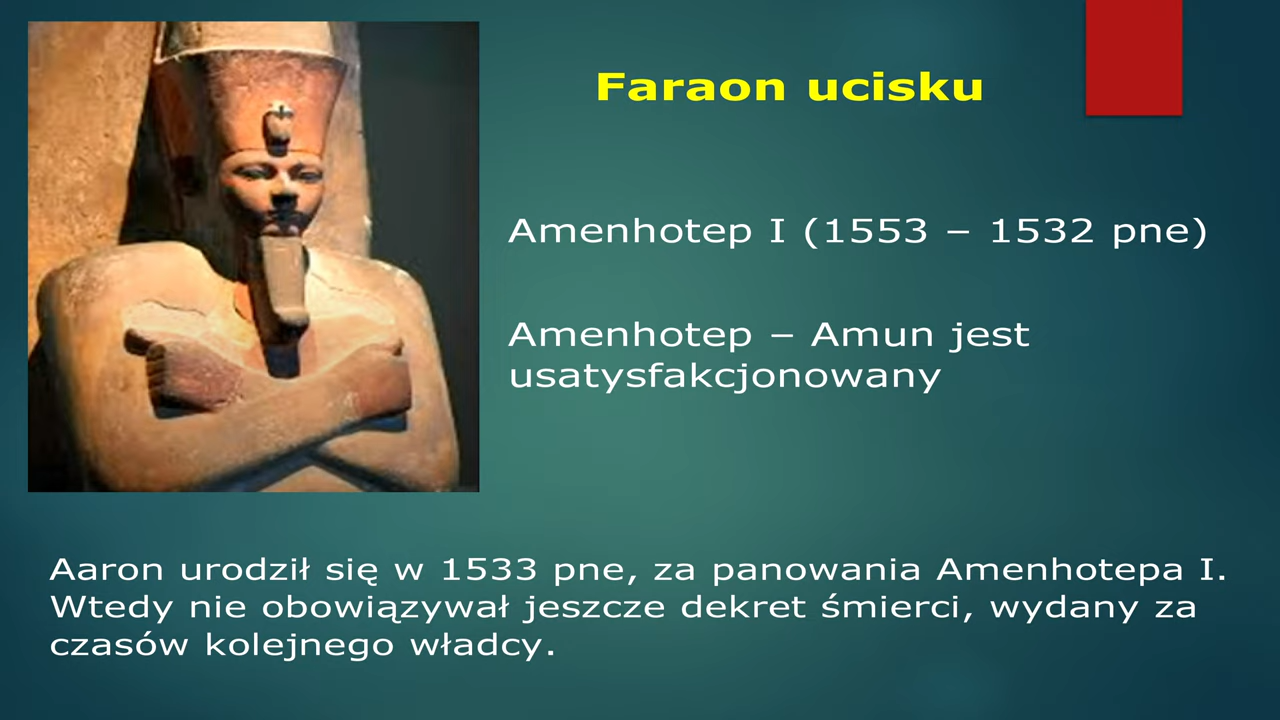 Faraon ucisku
Amenhotep I (1553 – 1532 pne)
Amenhotep – Amun jest
usatysfakcjonowany
Aaron urodził się w 1533 pne, za panowania Amenhotepa I.
Wtedy nie obowiązywał jeszcze dekret śmierci, wydany za
czasów kolejnego władcy.